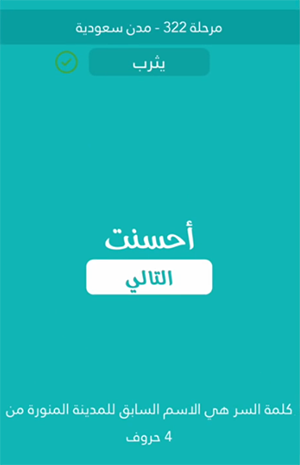 مرحلة 322 - مدن سعودية
يثرب
أحسنت
التالي
كلمة السر هي الاسم السابق للمدينة المنورة من
4 حروف